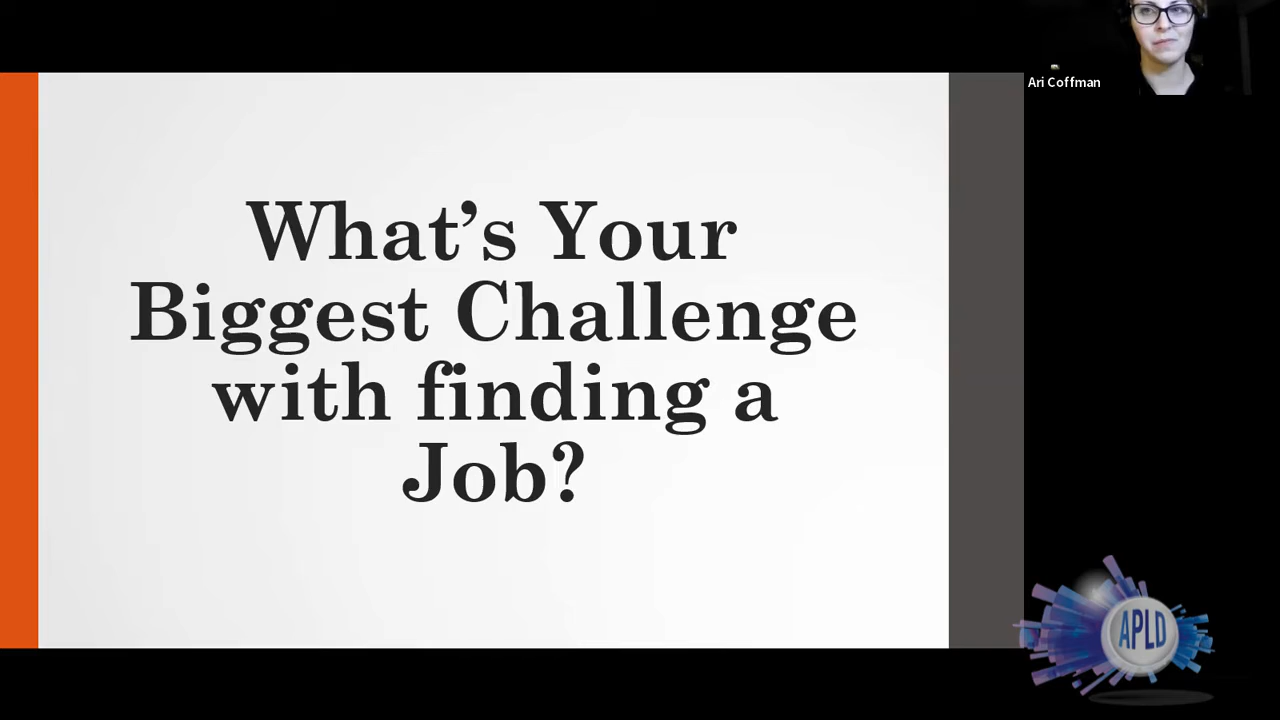 Ari Coffman
What’s Your
Biggest Challenge
with finding a
Job?
APLD